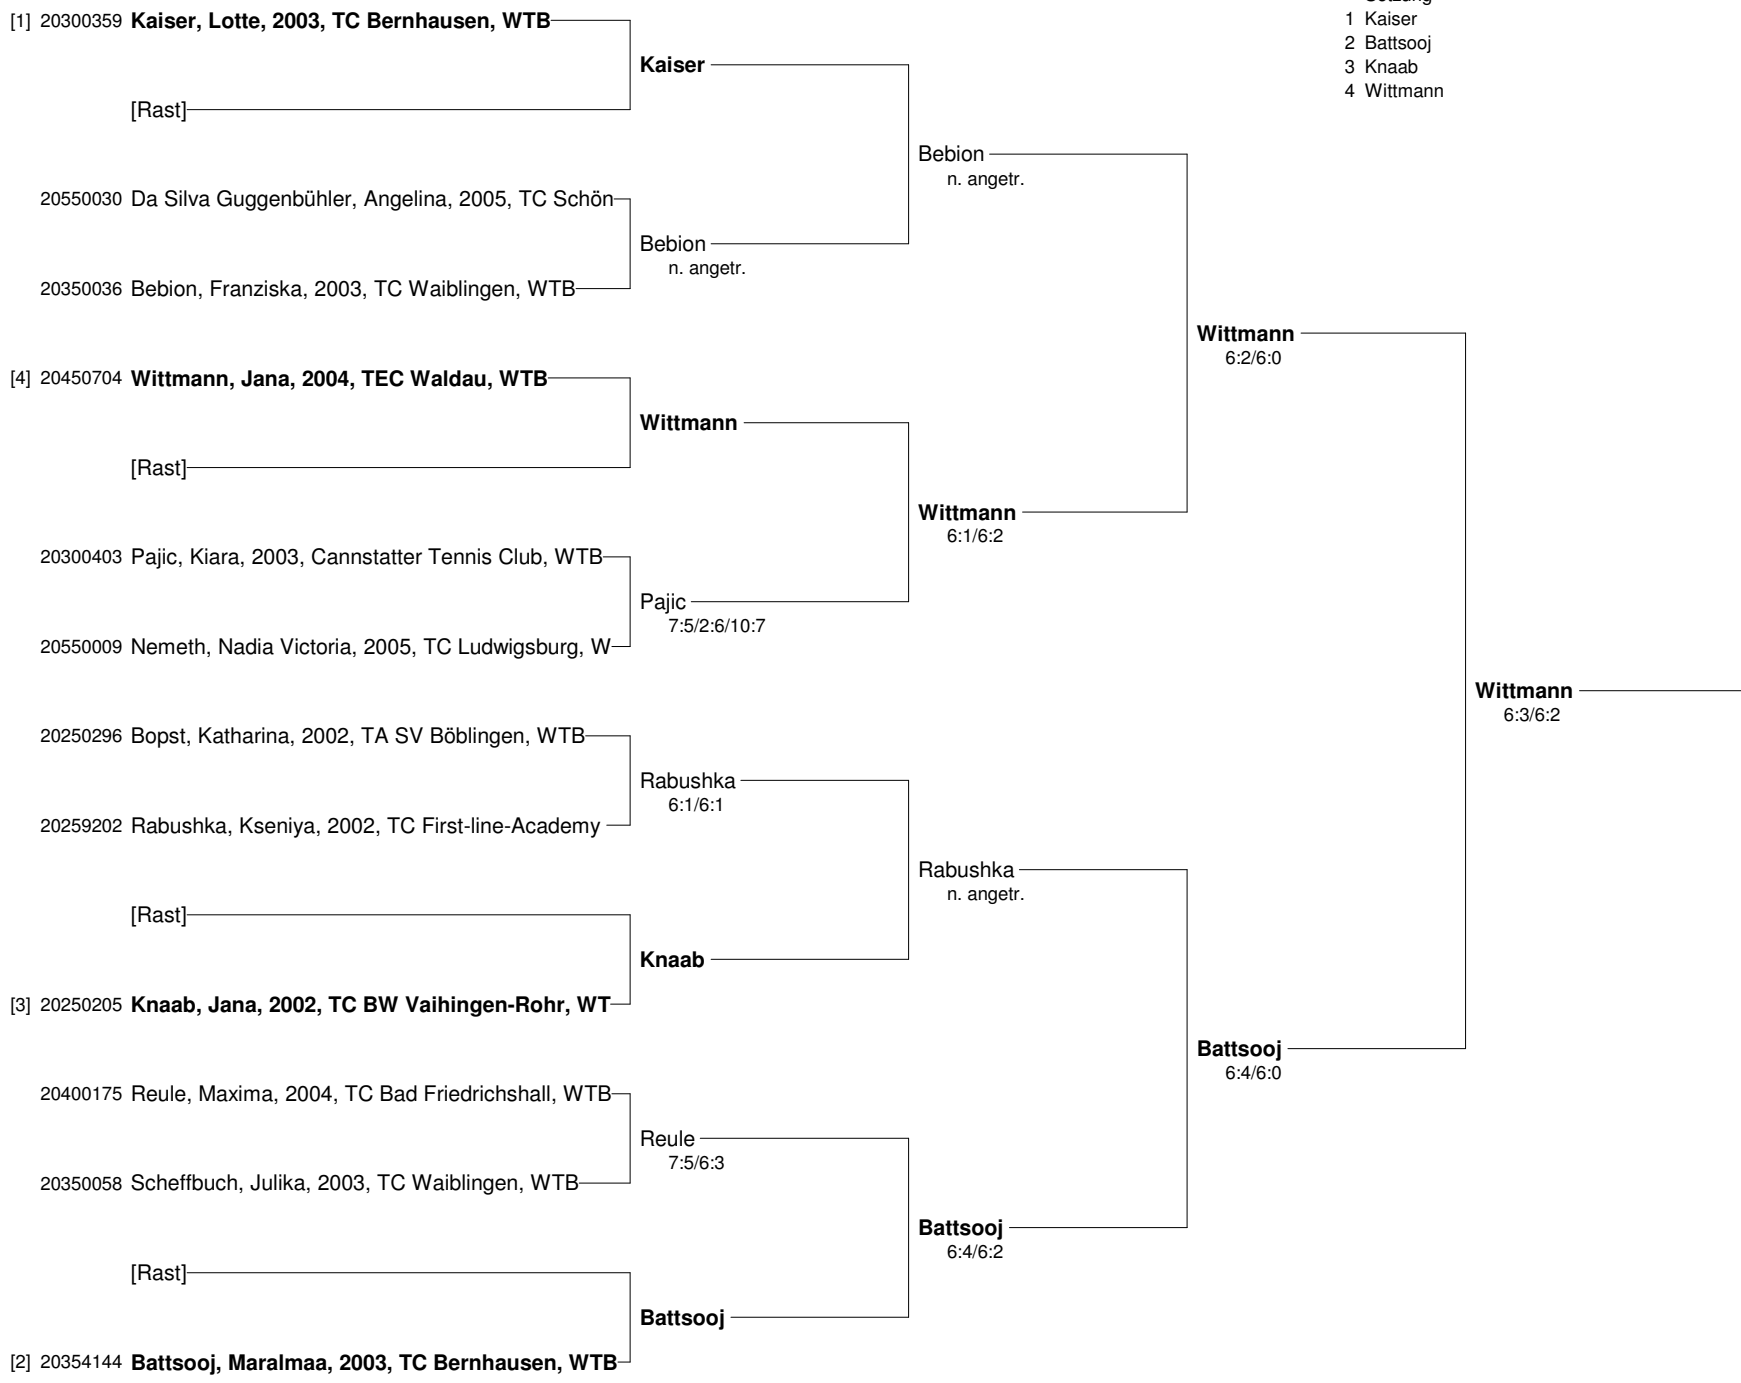 Setzung
1 Kaiser
2 Battsooj
3 Knaab
4 Wittmann
[1] 20300359 Kaiser, Lotte, 2003, TC Bernhausen, WTB
Kaiser
[Rast]
Bebion
n. angetr.
20550030 Da Silva Guggenbühler, Angelina, 2005, TC Schön
Bebion
n. angetr.
20350036 Bebion, Franziska, 2003, TC Waiblingen, WTB
Wittmann
6:2/6:0
[4] 20450704 Wittmann, Jana, 2004, TEC Waldau, WTB
Wittmann
[Rast]
Wittmann
6:1/6:2
20300403 Pajic, Kiara, 2003, Cannstatter Tennis Club, WTB
Pajic
7:5/2:6/10:7
20550009 Nemeth, Nadia Victoria, 2005, TC Ludwigsburg, W
Wittmann
6:3/6:2
20250296 Bopst, Katharina, 2002, TA SV Böblingen, WTB
Rabushka
6:1/6:1
20259202 Rabushka, Kseniya, 2002, TC First-line-Academy
Rabushka
n. angetr.
[Rast]
Knaab
[3] 20250205 Knaab, Jana, 2002, TC BW Vaihingen-Rohr, WT
Battsooj
6:4/6:0
20400175 Reule, Maxima, 2004, TC Bad Friedrichshall, WTB
Reule
7:5/6:3
20350058 Scheffbuch, Julika, 2003, TC Waiblingen, WTB
Battsooj
6:4/6:2
[Rast]
Battsooj
[2] 20354144 Battsooj, Maralmaa, 2003, TC Bernhausen, WTB